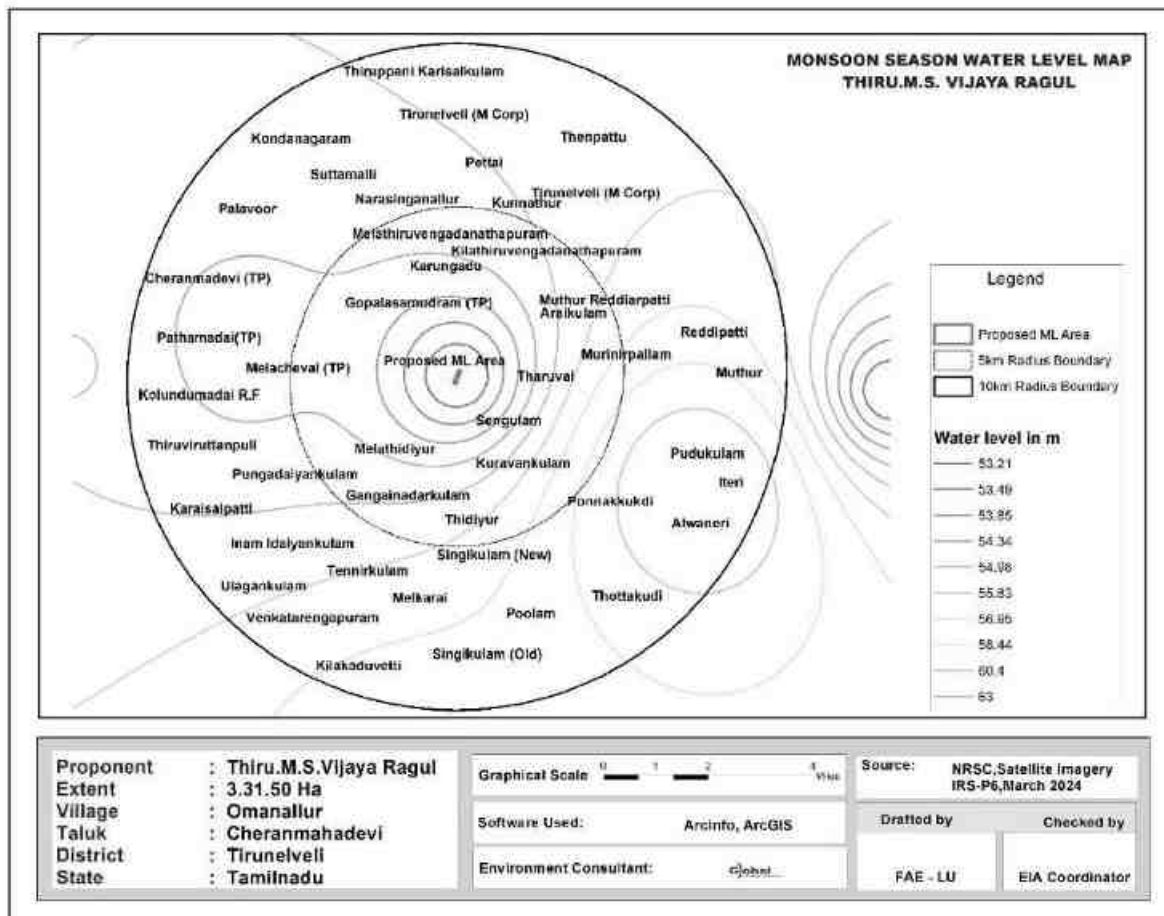 MONSOON SEASON WATER LEVEL MAP
THIRU.M.S. VIJAYA RAGUL
Thiruppani Karisalkulam
Tirunelveli (M Corp)
Kondanagaram
Thenpattu
Pettai
Suttamalli
Tirunelveli (M Corp)
Narasinganallur
Kunnathur
Palavoor
Melathiruvengadanathapuram
Kilathiruvengadanathapuram
Karungadu
Cheranmadevi (TP)
Gopalasamudram (TP)
Muthur Reddiarpatti
Araikulam
Reddipatti
Pathamadai(TP)
Murinirpallam
Proposed ML Area
Melacheval (TP)
Tharuvai
Muthur
Kolundumadai R.F
Sengulam
Thiruviruttanpuli
Melathidiyur
Pudukulam
Kuravankulam
Pungadaiyankulam
Iteri
Gangainadarkulam
Ponnakkukdi
Karaisalpatti
Thidiyur
Alwaneri
Inam Idaiyankulam
Singikulam (New)
Tennirkulam
Ulagankulam
Melkarai
Thottakudi
Venkatarengapuram
Poolam
Singikulam (Old)
Kilakaduvetti
Legend
Proposed ML Area
5km Radius Boundary
10km Radius Boundary
Water level in m
53.21
53.49
53.85
54.34
54.98
55.83
56.95
58.44
60.4
63
Proponent : Thiru.M.S.Vijaya Ragul
Extent : 3.31.50 Ha
Village : Omanallur
Taluk : Cheranmahadevi
District : Tirunelveli
State : Tamilnadu
Graphical Scale 0 1 2 4
Software Used: Arcinfo, ArcGIS
Environment Consultant: Global
Source: NRSC,Satellite Imagery
IRS-P6,March 2024
Drafted by Checked by
FAE - LU EIA Coordinator